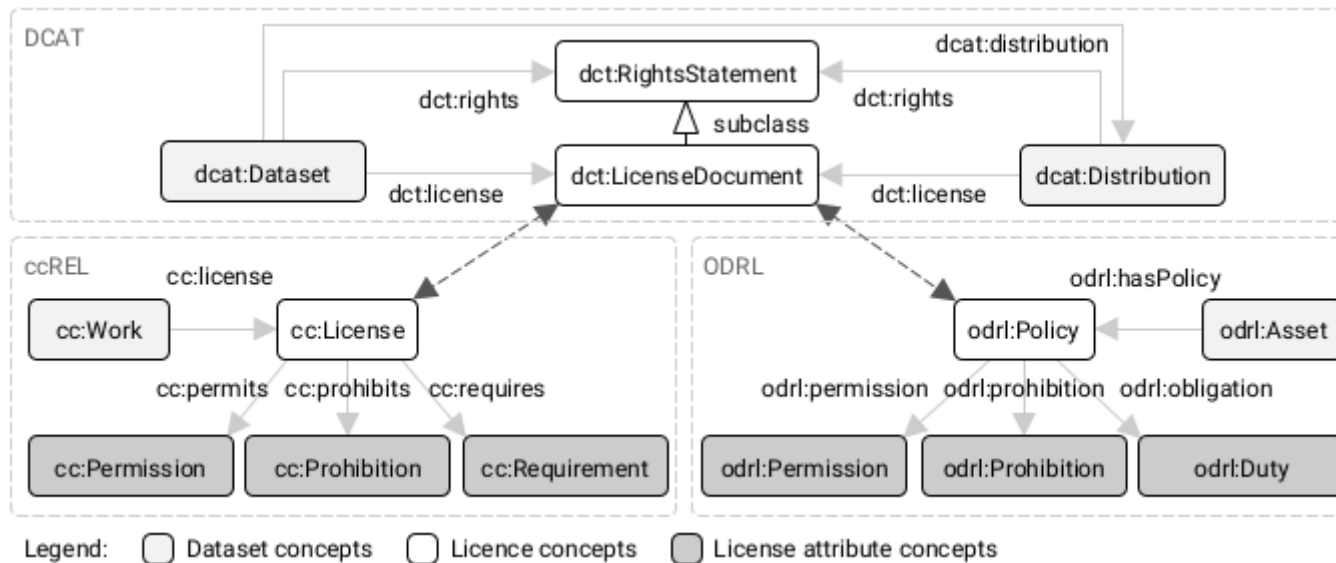 DCAT
dcat:distribution
dct:RightsStatement
dct:rights
dct:rights
subclass
dcat:Dataset
dct:LicenseDocument
dcat:Distribution
dct:license
dct:license
ccREL
cc:license
cc:Work
cc:License
cc:permits
cc:prohibits
cc:requires
cc:Permission
cc:Prohibition
cc:Requirement
ODRL
odrl:hasPolicy
odrl:Policy
odrl:Asset
odrl:permission
odrl:prohibition
odrl:obligation
odrl:Permission
odrl:Prohibition
odrl:Duty
Legend: Dataset concepts Licence concepts License attribute concepts